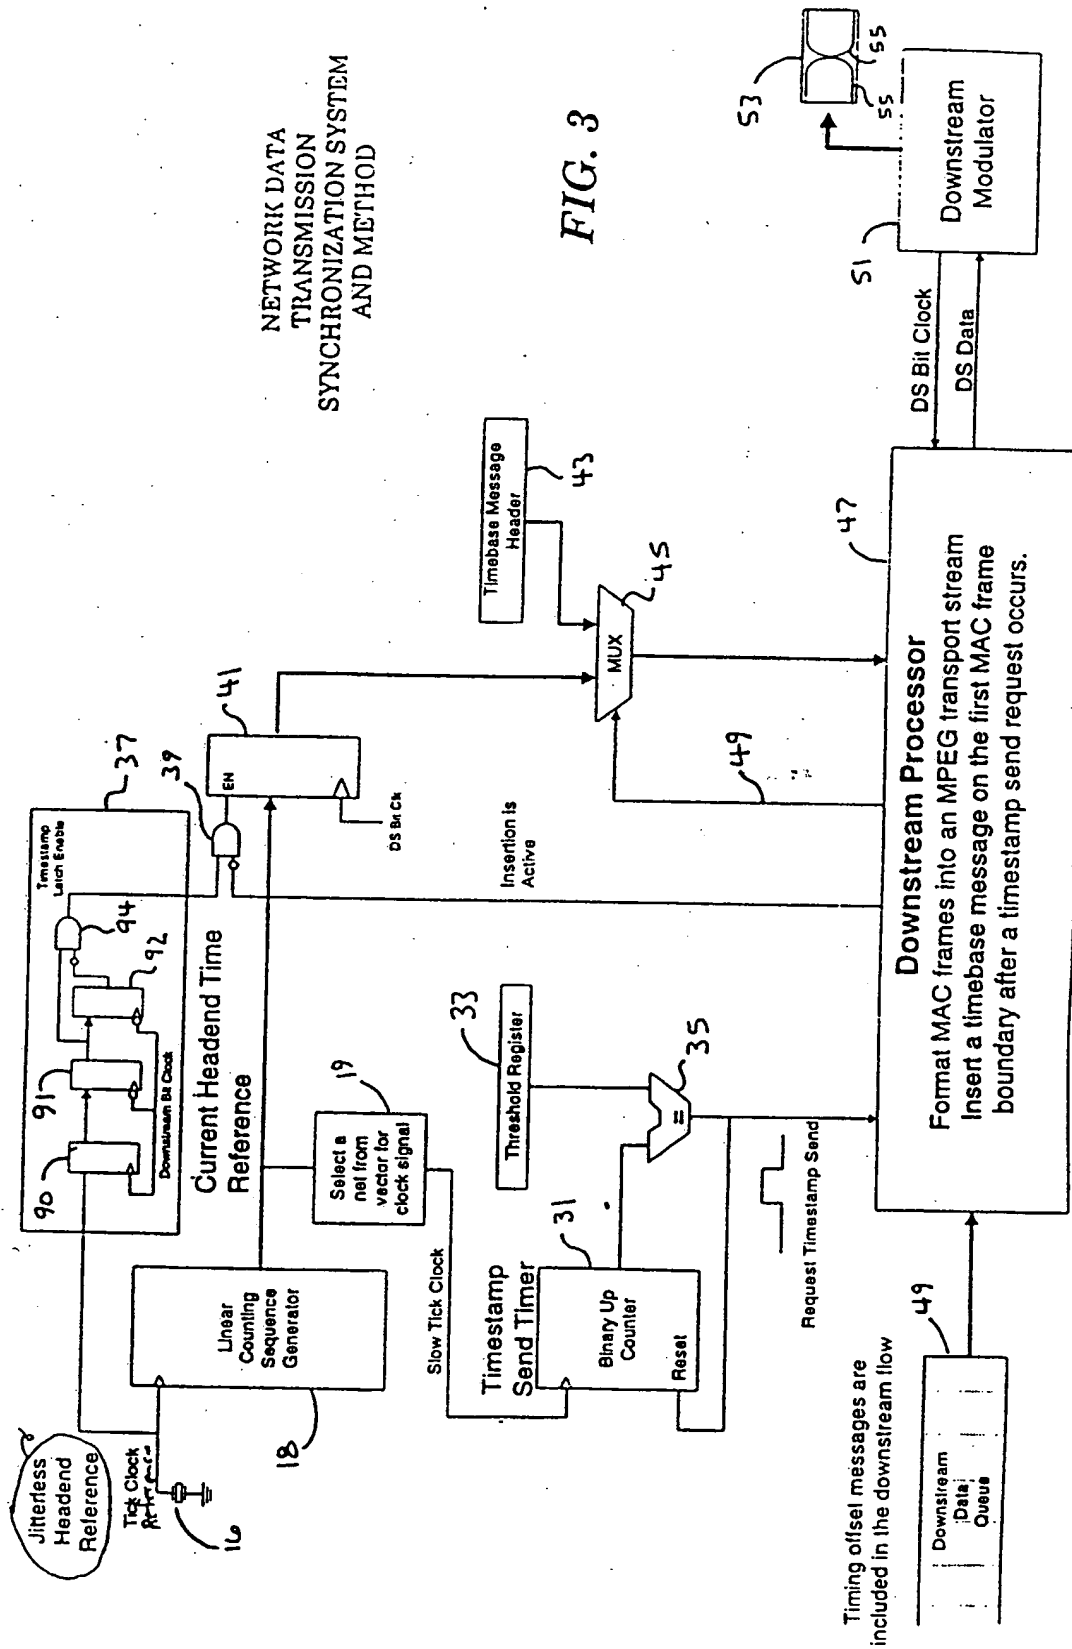 NETWORK DATA
TRANSMISSION
SYNCHRONIZATION SYSTEM
AND METHOD
FIG. 3
Jitterless
Headend
Reference
Tick Clock
Reference
16
18
Linear
Counting
Sequence
Generator
90
91
92
94
Downstream Bit Clock
Timestamp
Latch Enable
37
39
41
EN
DS Bit Ck
Current Headend Time
Reference
19
Select a
net from
vector for
clock signal
Slow Tick Clock
Timestamp
Send Timer
31
Binary Up
Counter
Reset
33
Threshold Register
35
=
Request Timestamp Send
Insertion is
Active
Timebase Message
Header
43
MUX
45
49
47
Downstream Processor
Format MAC frames into an MPEG transport stream
Insert a timebase message on the first MAC frame
boundary after a timestamp send request occurs.
Timing offset messages are
included in the downstream flow
Downstream
Data
Queue
49
DS Bit Clock
DS Data
51
Downstream
Modulator
53
55
55